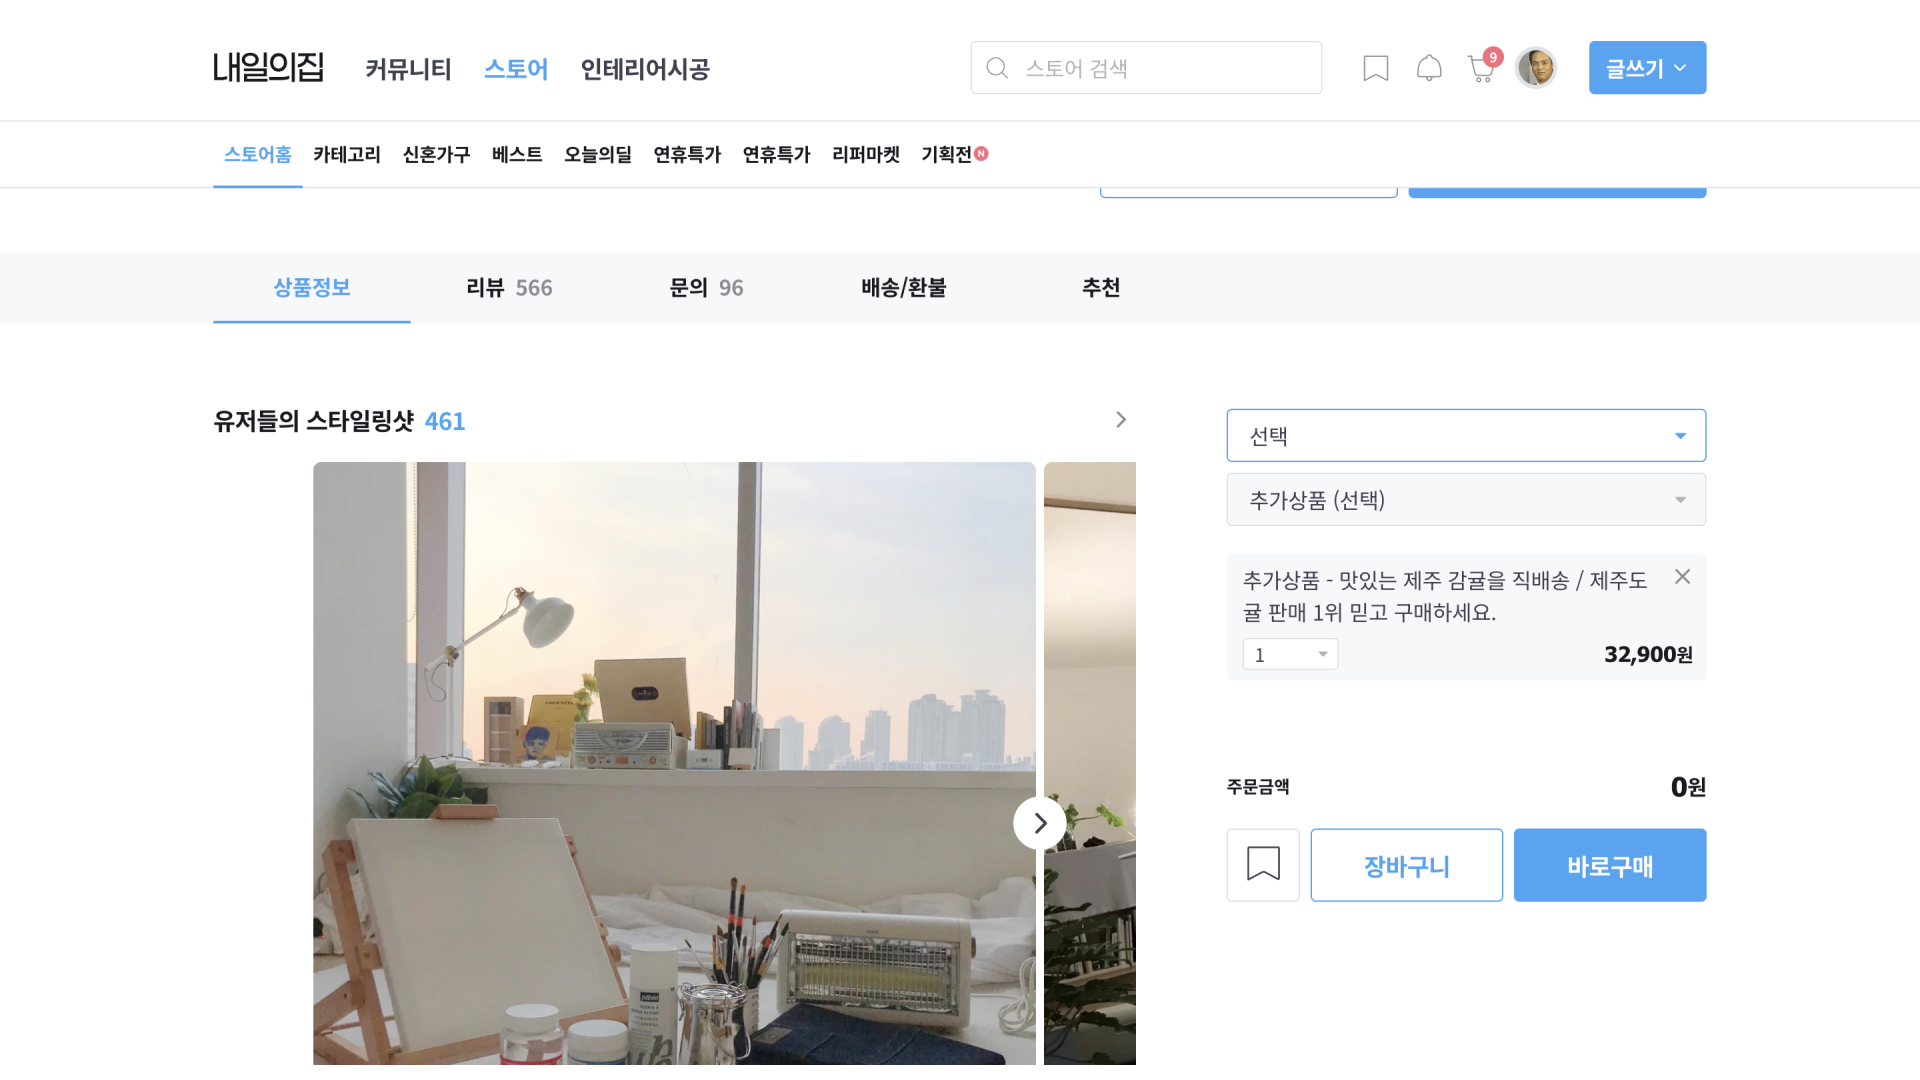 내일의집 커뮤니티 스토어 인테리어시공 스토어 검색 9 글쓰기
스토어홈 카테고리 신혼가구 베스트 오늘의딜 연휴특가 연휴특가 리퍼마켓 기획전 N
상품정보 리뷰 566 문의 96 배송/환불 추천
유저들의 스타일링샷 461
선택
추가상품 (선택)
추가상품 - 맛있는 제주 감귤을 직배송 / 제주도
귤 판매 1위 믿고 구매하세요.
1 32,900원
주문금액 0원
장바구니 바로구매